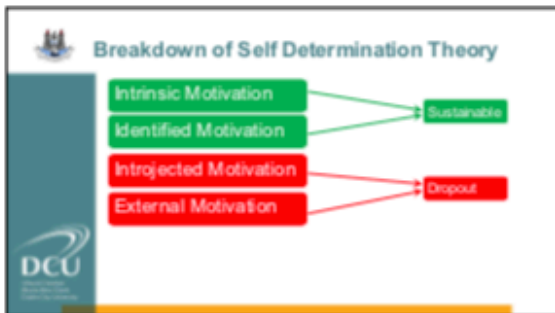 Breakdown of Self Determination Theory
Intrinsic Motivation
Identified Motivation
Sustainable
Introjected Motivation
External Motivation
Dropout
DCU